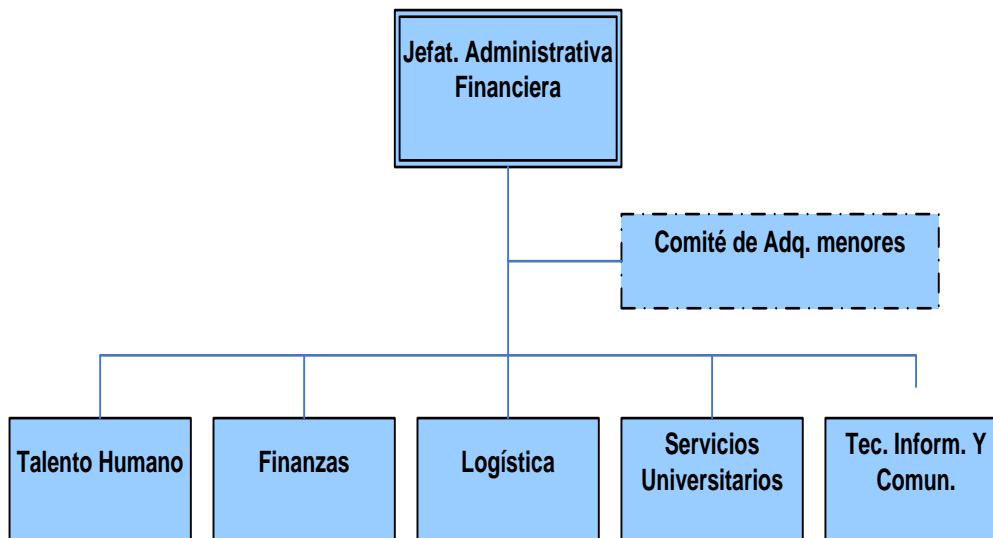 Jefat. Administrativa
Financiera
Comité de Adq. menores
Talento Humano
Finanzas
Logística
Servicios
Universitarios
Tec. Inform. Y
Comun.